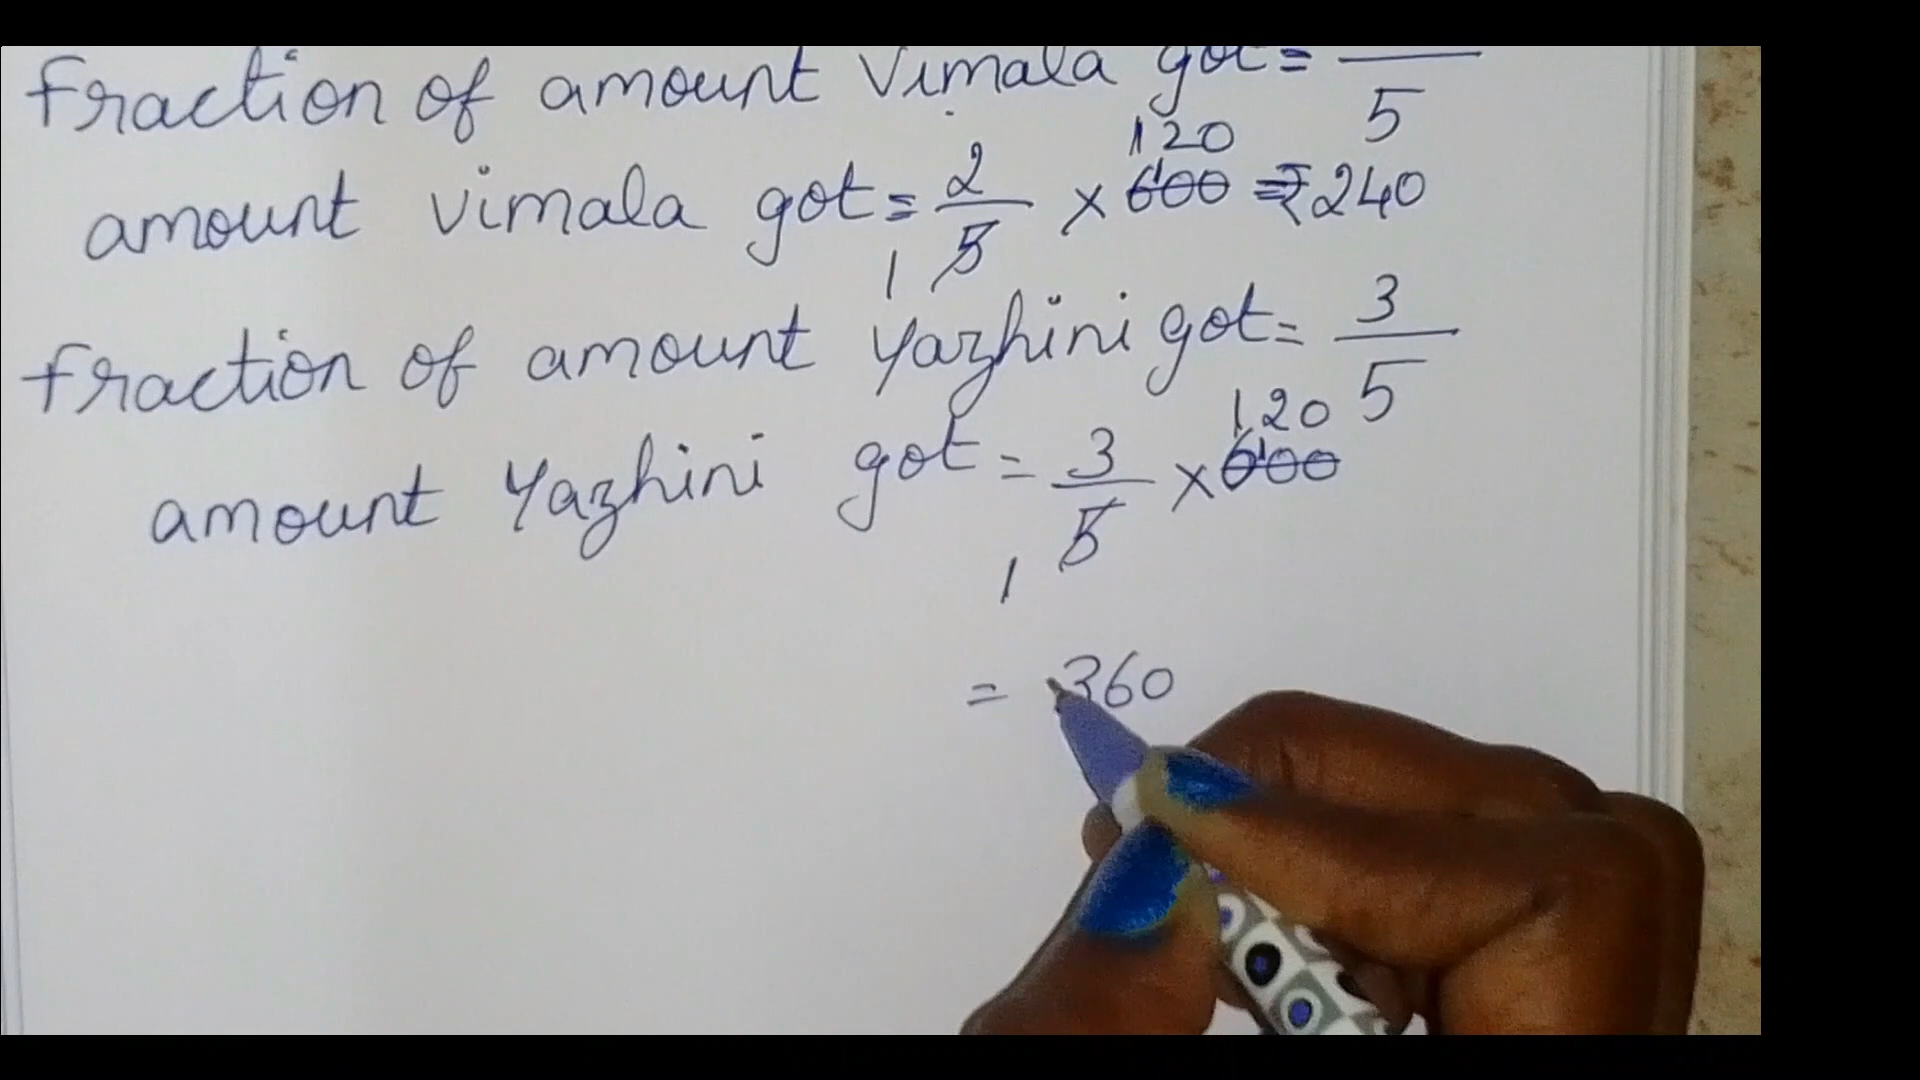 Fraction of amount Vimala got = 5
120
amount vimala got = 2/5 × 600 = ₹240
1
Fraction of amount Yazhini got = 3/5
120
amount Yazhini got = 3/5 × 600
1
= 360